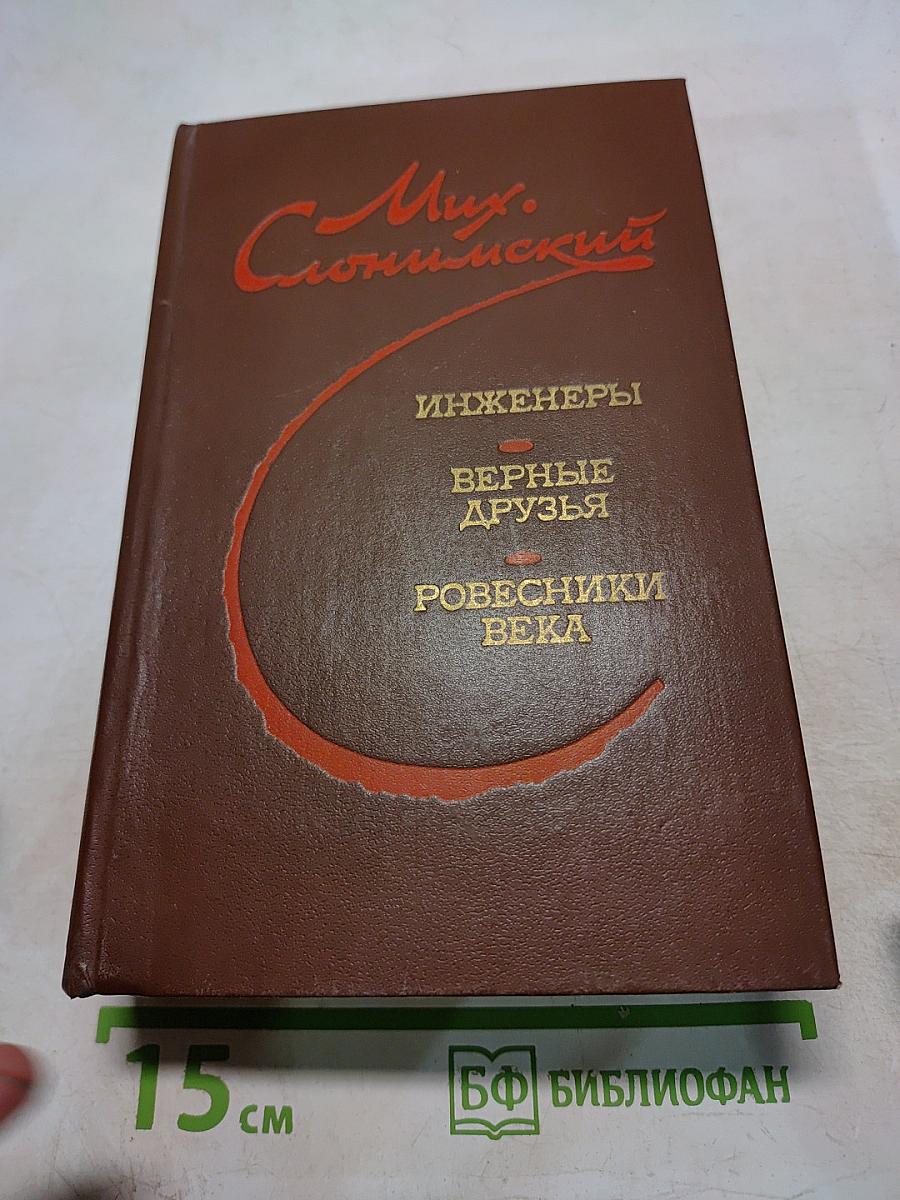 Мих.
Слонимский
ИНЖЕНЕРЫ
ВЕРНЫЕ
ДРУЗЬЯ
РОВЕСНИКИ
ВЕКА
15 см
БФ БИБЛИОФАН